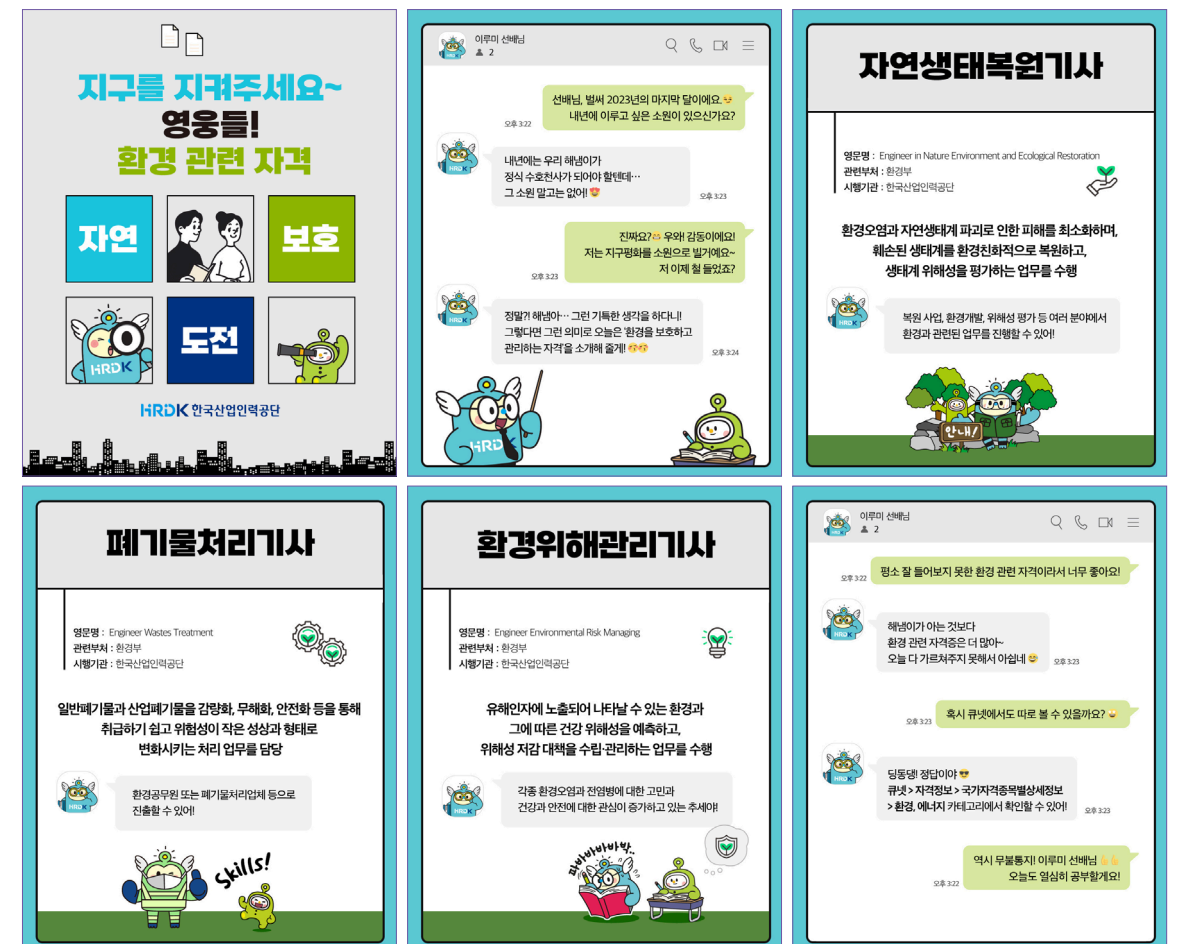 지구를 지켜주세요~
영웅들!
환경 관련 자격
자연
보호
HRDK
도전
HRDK 한국산업인력공단
이루미 선배님
2
선배님, 벌써 2023년의 마지막 달이에요.
내년에 이루고 싶은 소원이 있으신가요?
오후 3:22
HRDK
내년에는 우리 해냄이가
정식 수호천사가 되어야 할텐데…
그 소원 말고는 없어!
오후 3:23
진짜요? 우와! 감동이에요!
저는 지구평화를 소원으로 빌거예요~
저 이제 철 들었죠?
오후 3:23
HRDK
정말?! 해냄아… 그런 기특한 생각을 하다니!
그렇다면 그런 의미로 오늘은 '환경을 보호하고
관리하는 자격'을 소개해 줄게!
오후 3:24
HRDK
자연생태복원기사
영문명 : Engineer in Nature Environment and Ecological Restoration
관련부처 : 환경부
시행기관 : 한국산업인력공단
환경오염과 자연생태계 파괴로 인한 피해를 최소화하며,
훼손된 생태계를 환경친화적으로 복원하고,
생태계 위해성을 평가하는 업무를 수행
HRDK
복원 사업, 환경개발, 위해성 평가 등 여러 분야에서
환경과 관련된 업무를 진행할 수 있어!
안내!
폐기물처리기사
영문명 : Engineer Wastes Treatment
관련부처 : 환경부
시행기관 : 한국산업인력공단
일반폐기물과 산업폐기물을 감량화, 무해화, 안전화 등을 통해
취급하기 쉽고 위험성이 작은 성상과 형태로
변화시키는 처리 업무를 담당
HRDK
환경공무원 또는 폐기물처리업체 등으로
진출할 수 있어!
Skills!
환경위해관리기사
영문명 : Engineer Environmental Risk Managing
관련부처 : 환경부
시행기관 : 한국산업인력공단
유해인자에 노출되어 나타날 수 있는 환경과
그에 따른 건강 위해성을 예측하고,
위해성 저감 대책을 수립·관리하는 업무를 수행
HRDK
각종 환경오염과 전염병에 대한 고민과
건강과 안전에 대한 관심이 증가하고 있는 추세야!
파바바바바박..
이루미 선배님
2
평소 잘 들어보지 못한 환경 관련 자격이라서 너무 좋아요!
오후 3:22
HRDK
해냄이가 아는 것보다
환경 관련 자격증은 더 많아~
오늘 다 가르쳐주지 못해서 아쉽네
오후 3:23
혹시 큐넷에서도 따로 볼 수 있을까요?
오후 3:23
HRDK
딩동댕! 정답이야
큐넷 > 자격정보 > 국가자격종목별상세정보
> 환경, 에너지 카테고리에서 확인할 수 있어!
오후 3:23
역시 무불통지! 이루미 선배님
오늘도 열심히 공부할게요!
오후 3:22